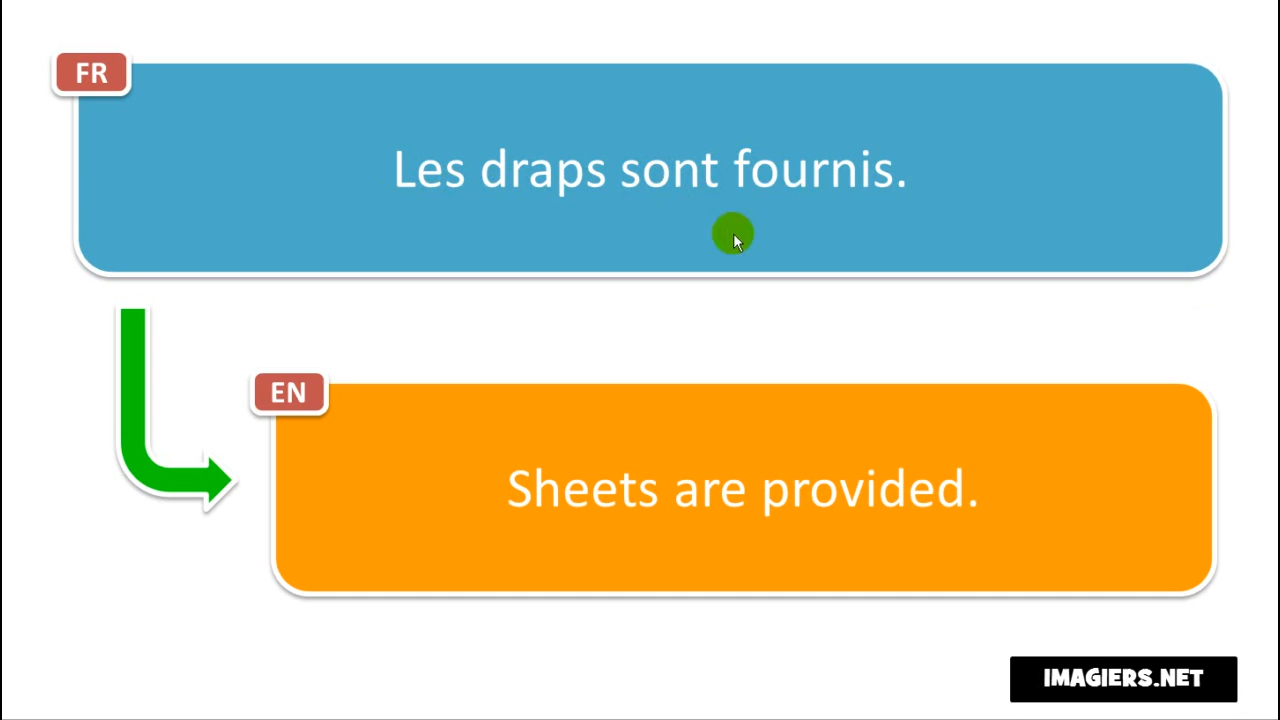 FR
Les draps sont fournis.
EN
Sheets are provided.
IMAGIERS.NET